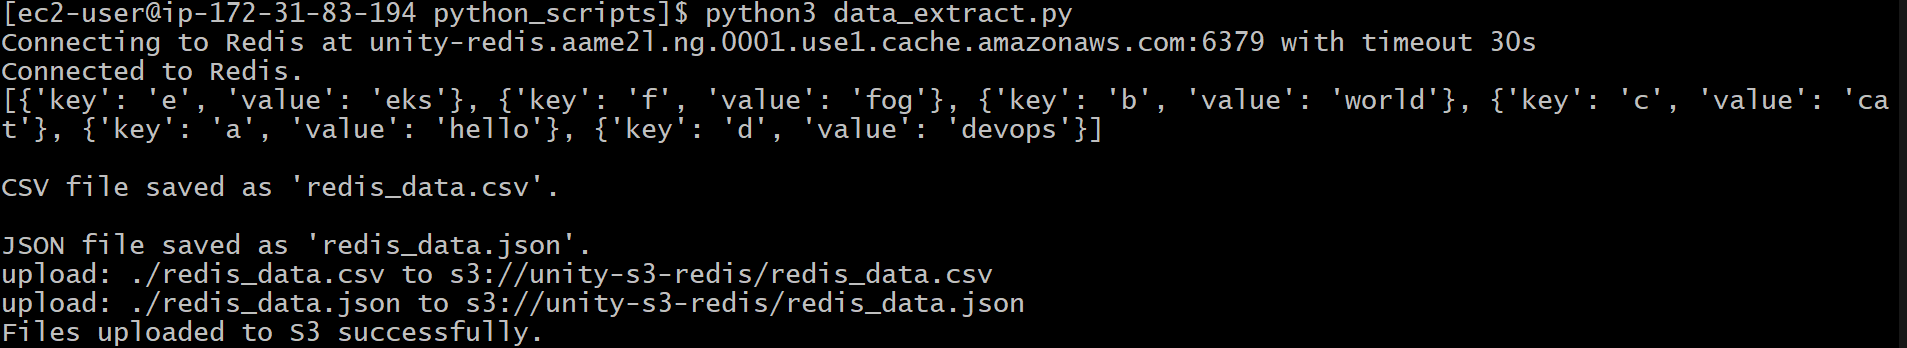 [ec2-user@ip-172-31-83-194 python_scripts]$ python3 data_extract.py
Connecting to Redis at unity-redis.aame2l.ng.0001.use1.cache.amazonaws.com:6379 with timeout 30s
Connected to Redis.
[{'key': 'e', 'value': 'eks'}, {'key': 'f', 'value': 'fog'}, {'key': 'b', 'value': 'world'}, {'key': 'c', 'value': 'ca
t'}, {'key': 'a', 'value': 'hello'}, {'key': 'd', 'value': 'devops'}]
CSV file saved as 'redis_data.csv'.
JSON file saved as 'redis_data.json'.
upload: ./redis_data.csv to s3://unity-s3-redis/redis_data.csv
upload: ./redis_data.json to s3://unity-s3-redis/redis_data.json
Files uploaded to S3 successfully.